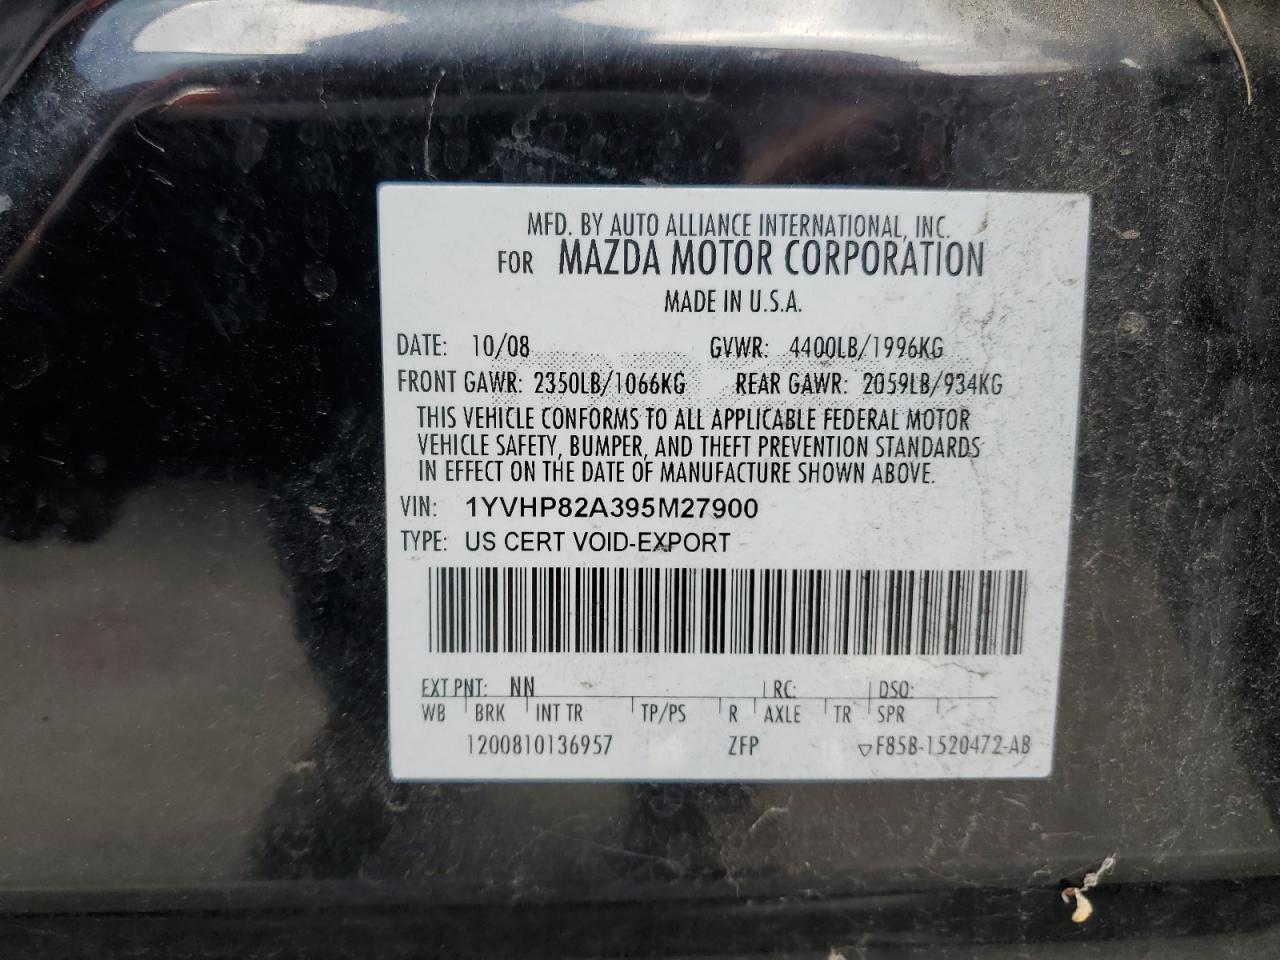 MFD. BY AUTO ALLIANCE INTERNATIONAL, INC.
FOR MAZDA MOTOR CORPORATION
MADE IN U.S.A.
DATE: 10/08 GVWR: 4400LB/1996KG
FRONT GAWR: 2350LB/1066KG REAR GAWR: 2059LB/934KG
THIS VEHICLE CONFORMS TO ALL APPLICABLE FEDERAL MOTOR
VEHICLE SAFETY, BUMPER, AND THEFT PREVENTION STANDARDS
IN EFFECT ON THE DATE OF MANUFACTURE SHOWN ABOVE.
VIN: 1YVHP82A395M27900
TYPE: US CERT VOID-EXPORT
EXT PNT: NN RC: DSO:
WB BRK INT TR TP/PS R AXLE TR SPR
1200810136957 ZFP ▽F85B-1520472-AB